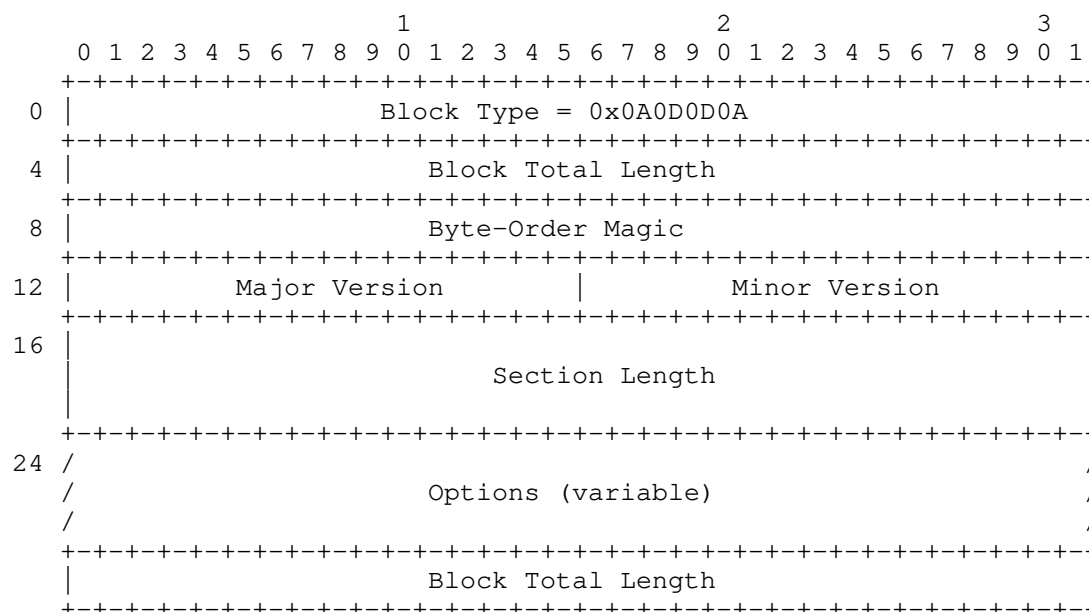 1 2 3
0 1 2 3 4 5 6 7 8 9 0 1 2 3 4 5 6 7 8 9 0 1 2 3 4 5 6 7 8 9 0 1
+-+-+-+-+-+-+-+-+-+-+-+-+-+-+-+-+-+-+-+-+-+-+-+-+-+-+-+-+-+-+-+-
0 | Block Type = 0x0A0D0D0A
+-+-+-+-+-+-+-+-+-+-+-+-+-+-+-+-+-+-+-+-+-+-+-+-+-+-+-+-+-+-+-+-
4 | Block Total Length
+-+-+-+-+-+-+-+-+-+-+-+-+-+-+-+-+-+-+-+-+-+-+-+-+-+-+-+-+-+-+-+-
8 | Byte-Order Magic
+-+-+-+-+-+-+-+-+-+-+-+-+-+-+-+-+-+-+-+-+-+-+-+-+-+-+-+-+-+-+-+-
12 | Major Version | Minor Version
+-+-+-+-+-+-+-+-+-+-+-+-+-+-+-+-+-+-+-+-+-+-+-+-+-+-+-+-+-+-+-+-
16 |
| Section Length
|
+-+-+-+-+-+-+-+-+-+-+-+-+-+-+-+-+-+-+-+-+-+-+-+-+-+-+-+-+-+-+-+-
24 / /
/ Options (variable) /
/ /
+-+-+-+-+-+-+-+-+-+-+-+-+-+-+-+-+-+-+-+-+-+-+-+-+-+-+-+-+-+-+-+-
| Block Total Length
+-+-+-+-+-+-+-+-+-+-+-+-+-+-+-+-+-+-+-+-+-+-+-+-+-+-+-+-+-+-+-+-